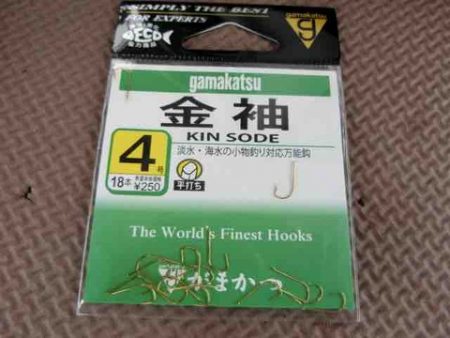 SIMPLY THE BEST
FOR EXPERTS
gamakatsu
g
gamakatsu
金袖
KIN SODE
淡水・海水の小物釣り対応万能鈎
4号
18本
¥250
平打ち
The World's Finest Hooks
がまかつ